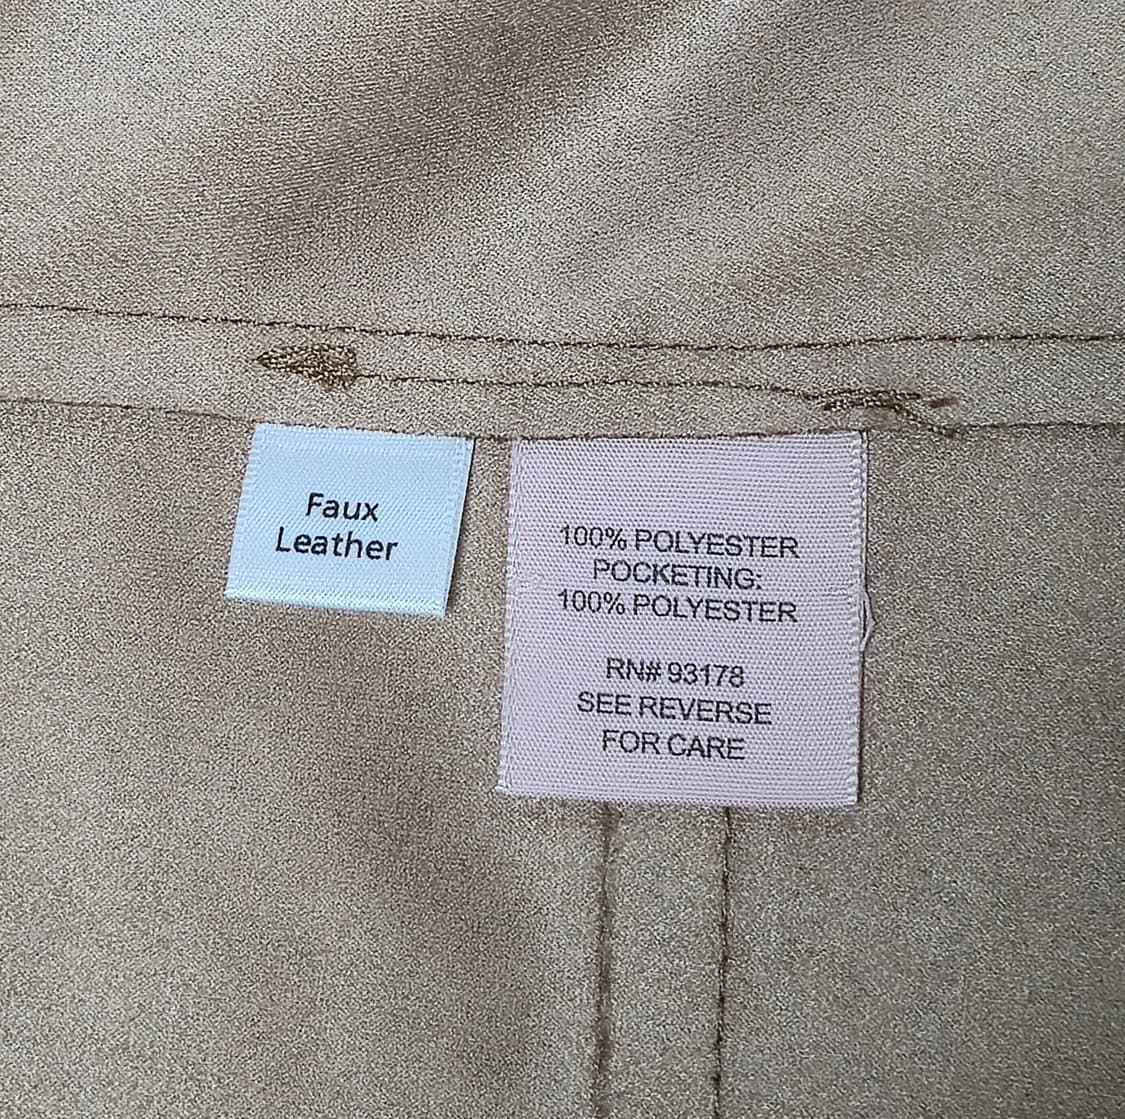 Faux
Leather
100% POLYESTER
POCKETING:
100% POLYESTER
RN# 93178
SEE REVERSE
FOR CARE